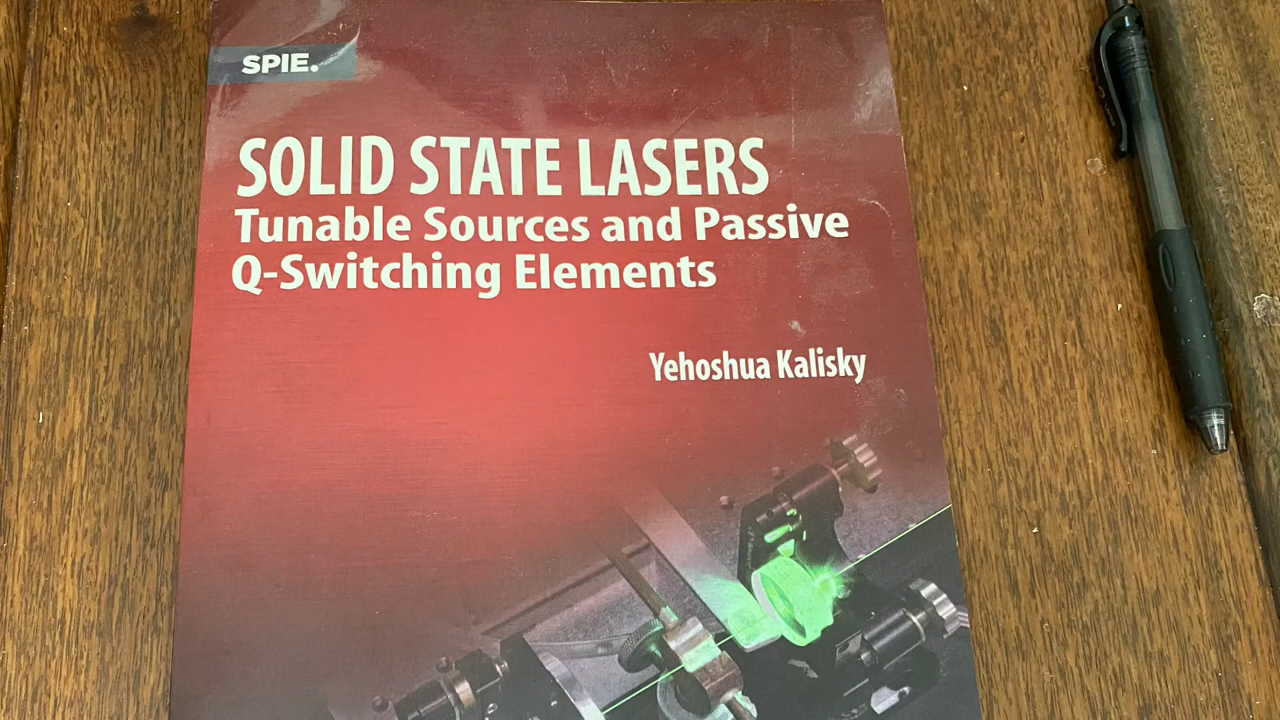 SPIE.
SOLID STATE LASERS
Tunable Sources and Passive
Q-Switching Elements
Yehoshua Kalisky